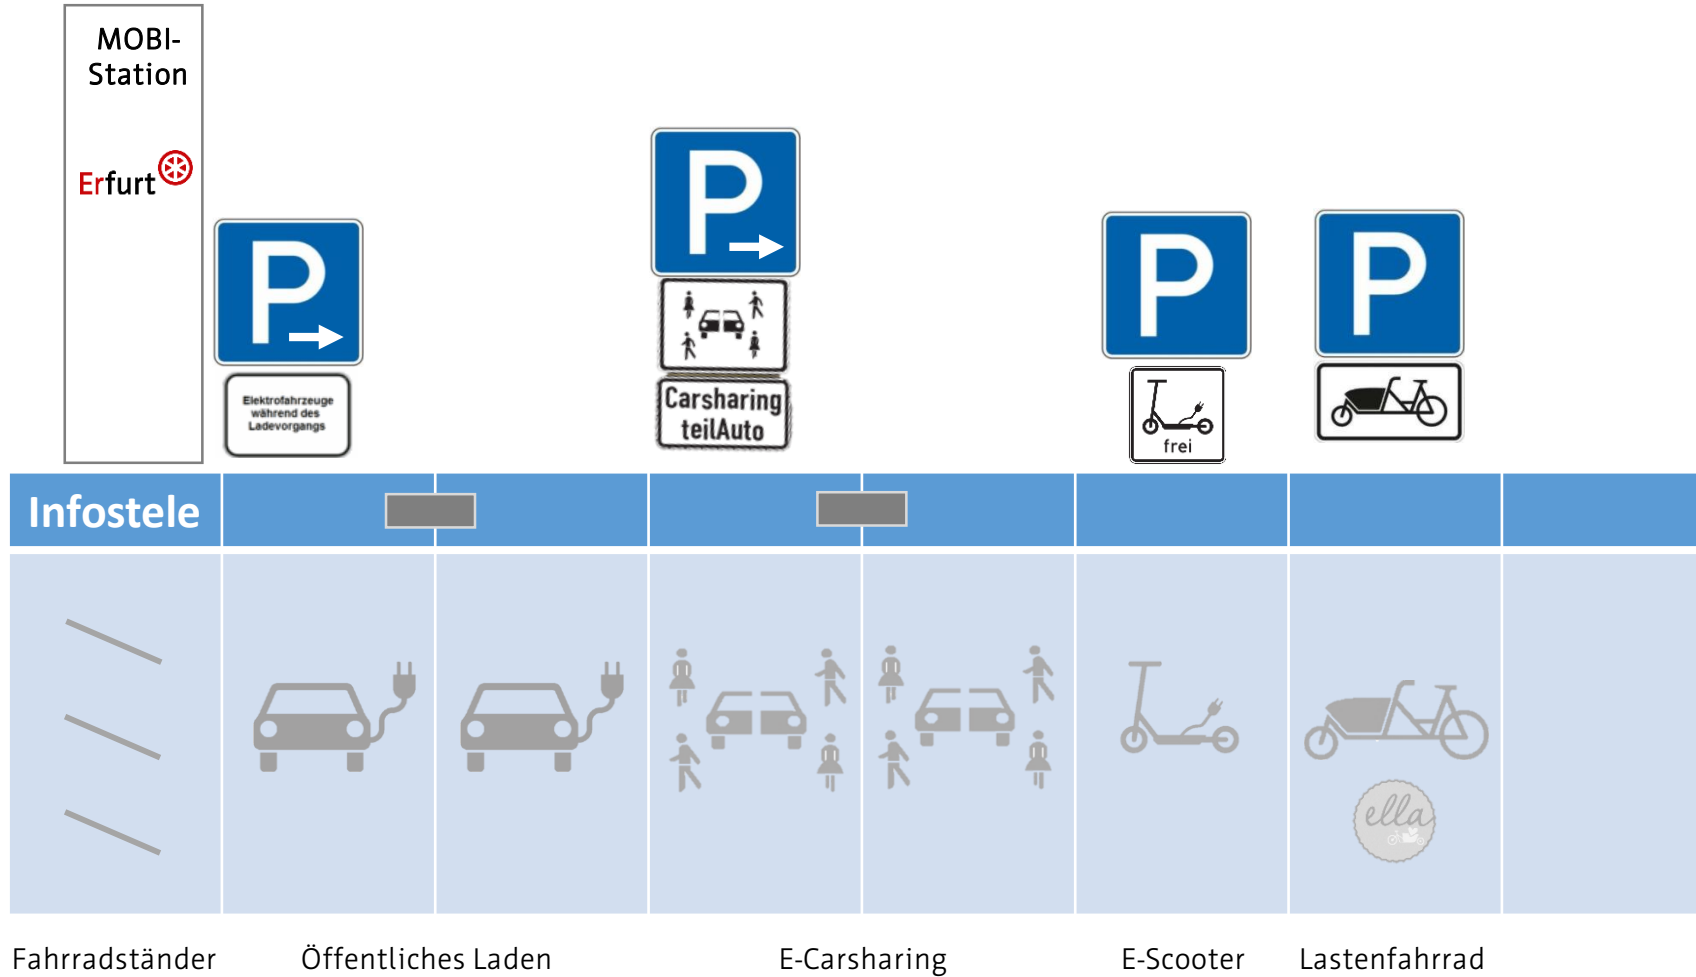 MOBI-
Station
Erfurt
P
Elektrofahrzeuge
während des
Ladevorgangs
P
Carsharing
teilAuto
P
frei
P
Infostele
ella
Fahrradständer
Öffentliches Laden
E-Carsharing
E-Scooter
Lastenfahrrad